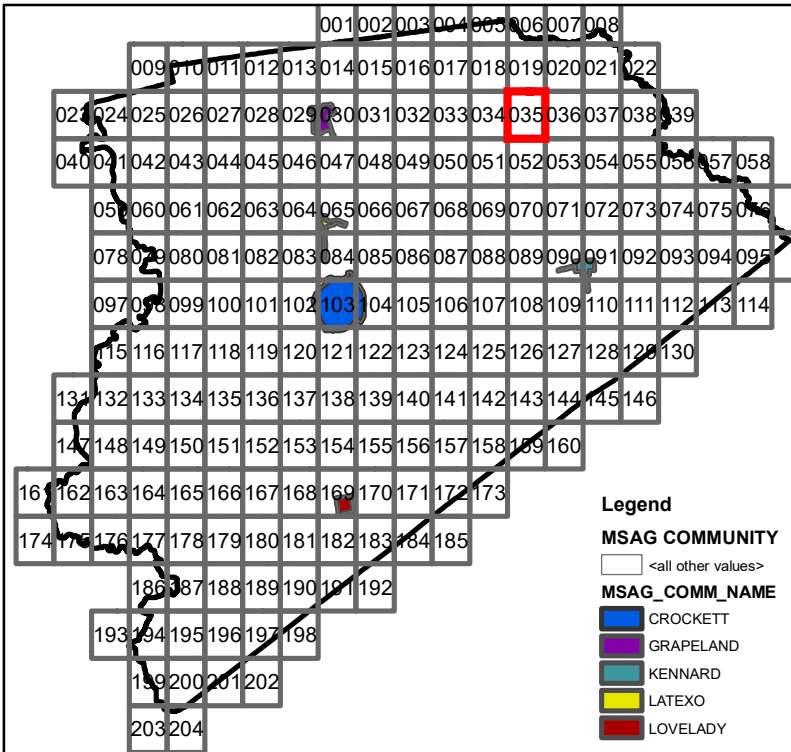 001 002 003 004 005 006 007 008
009 010 011 012 013 014 015 016 017 018 019 020 021 022
023 024 025 026 027 028 029 030 031 032 033 034 035 036 037 038 039
040 041 042 043 044 045 046 047 048 049 050 051 052 053 054 055 056 057 058
059 060 061 062 063 064 065 066 067 068 069 070 071 072 073 074 075 076
078 079 080 081 082 083 084 085 086 087 088 089 090 091 092 093 094 095
097 098 099 100 101 102 103 104 105 106 107 108 109 110 111 112 113 114
115 116 117 118 119 120 121 122 123 124 125 126 127 128 129 130
131 132 133 134 135 136 137 138 139 140 141 142 143 144 145 146
147 148 149 150 151 152 153 154 155 156 157 158 159 160
161 162 163 164 165 166 167 168 169 170 171 172 173
174 175 176 177 178 179 180 181 182 183 184 185
186 187 188 189 190 191 192
193 194 195 196 197 198
199 200 201 202
203 204
Legend
MSAG COMMUNITY
<all other values>
MSAG_COMM_NAME
CROCKETT
GRAPELAND
KENNARD
LATEXO
LOVELADY